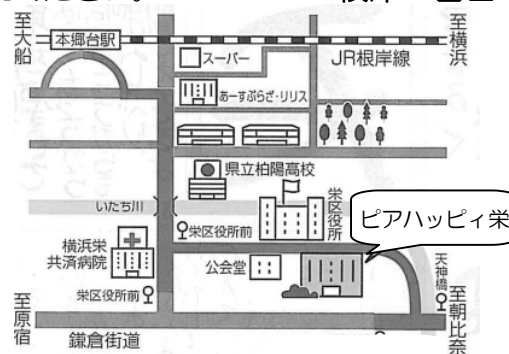 至大船
本郷台駅
至横浜
スーパー
JR根岸線
あーすぷらざ・リリス
県立柏陽高校
いたち川
栄区役所
栄区役所前
ピアハッピィ栄
横浜栄
共済病院
公会堂
天神橋
栄区役所前
至原宿
鎌倉街道
至朝比奈